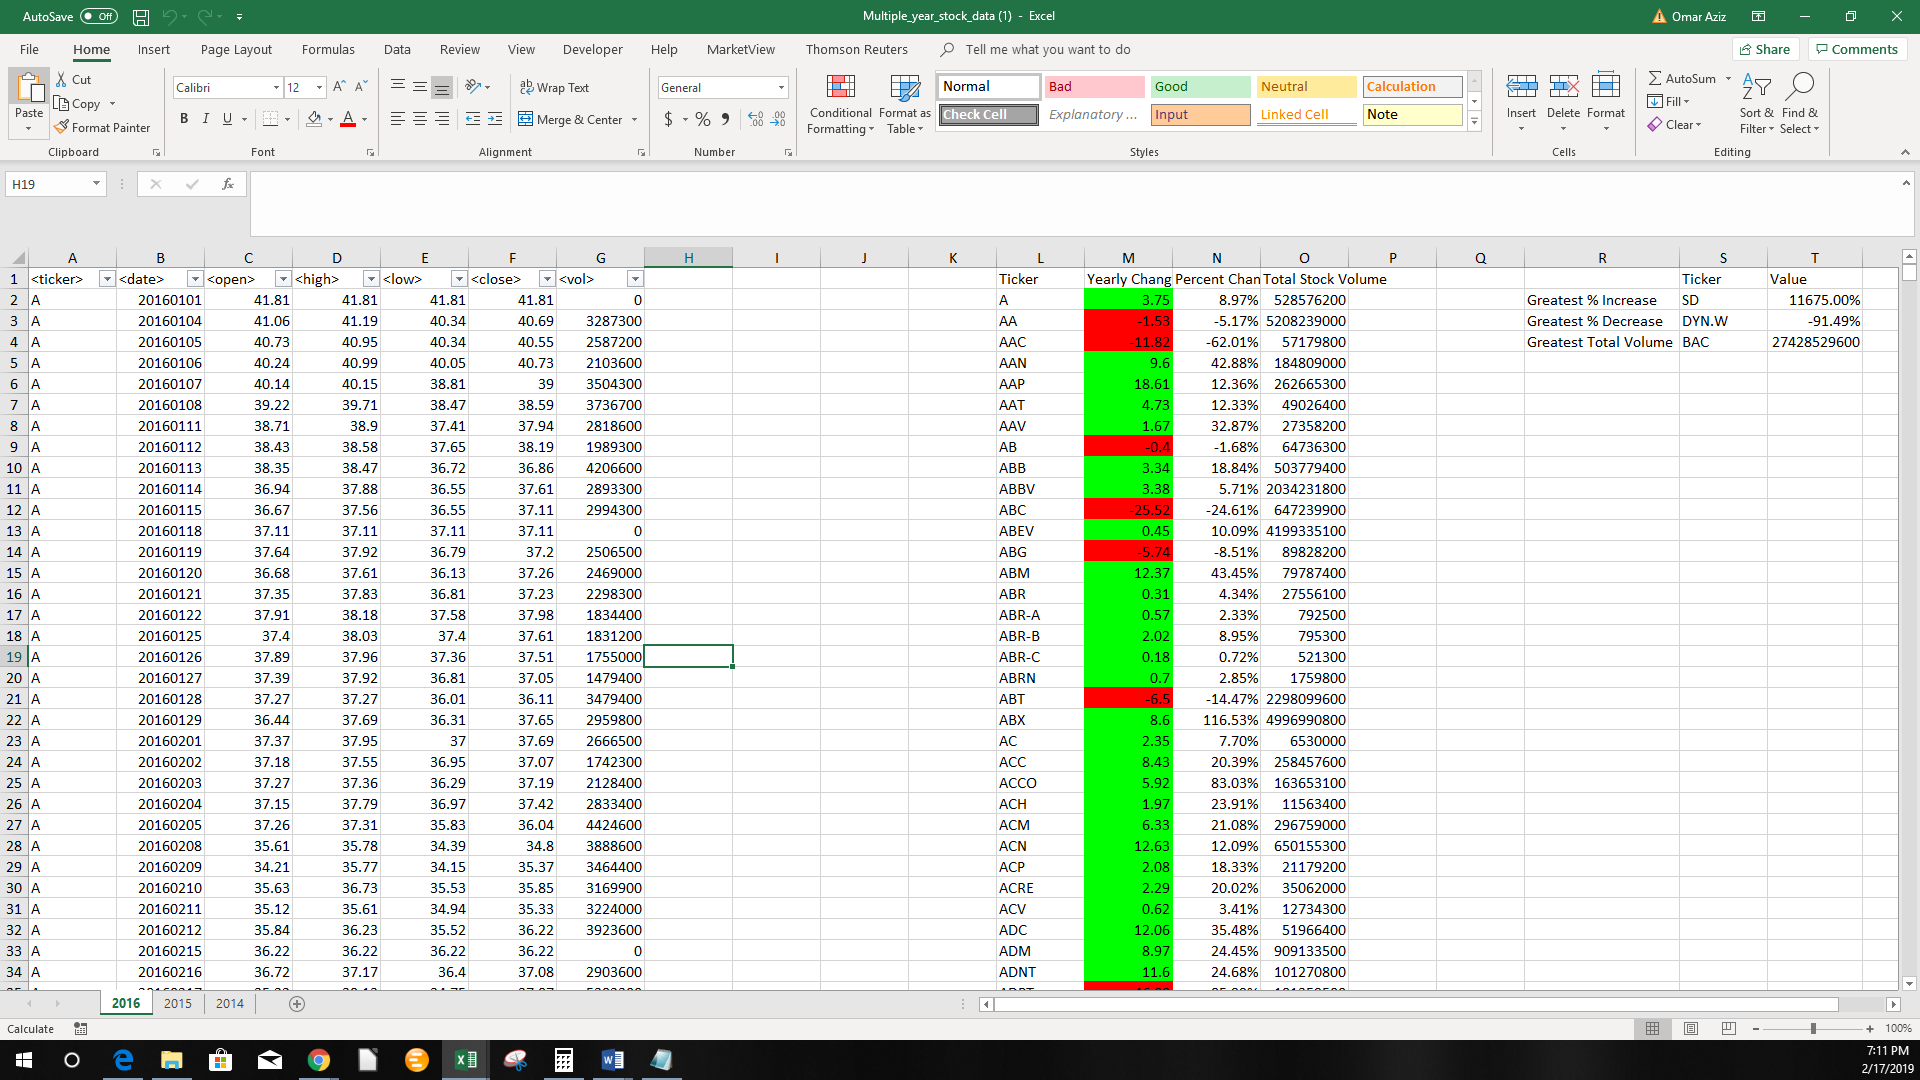 AutoSave Off Multiple_year_stock_data (1) - Excel Omar Aziz
File Home Insert Page Layout Formulas Data Review View Developer Help MarketView Thomson Reuters Tell me what you want to do Share Comments
Paste Cut Copy Format Painter Clipboard
Calibri 12 A A B I U A Font
Wrap Text Merge & Center Alignment
General $ % Number
Conditional Formatting Format as Table
Normal Bad Good Neutral Calculation
Check Cell Explanatory ... Input Linked Cell Note
Styles
Insert Delete Format Cells
AutoSum Fill Clear Sort & Filter Find & Select Editing
H19 fx
A B C D E F G H I J K L M N O P Q R S T
1 <ticker> <date> <open> <high> <low> <close> <vol> Ticker Yearly Chang Percent Chan Total Stock Volume Ticker Value
2 A 20160101 41.81 41.81 41.81 41.81 0 A 3.75 8.97% 528576200 Greatest % Increase SD 11675.00%
3 A 20160104 41.06 41.19 40.34 40.69 3287300 AA -1.53 -5.17% 5208239000 Greatest % Decrease DYN.W -91.49%
4 A 20160105 40.73 40.95 40.34 40.55 2587200 AAC -11.82 -62.01% 57179800 Greatest Total Volume BAC 27428529600
5 A 20160106 40.24 40.99 40.05 40.73 2103600 AAN 9.6 42.88% 184809000
6 A 20160107 40.14 40.15 38.81 39 3504300 AAP 18.61 12.36% 262665300
7 A 20160108 39.22 39.71 38.47 38.59 3736700 AAT 4.73 12.33% 49026400
8 A 20160111 38.71 38.9 37.41 37.94 2818600 AAV 1.67 32.87% 27358200
9 A 20160112 38.43 38.58 37.65 38.19 1989300 AB -0.4 -1.68% 64736300
10 A 20160113 38.35 38.47 36.72 36.86 4206600 ABB 3.34 18.84% 503779400
11 A 20160114 36.94 37.88 36.55 37.61 2893300 ABBV 3.38 5.71% 2034231800
12 A 20160115 36.67 37.56 36.55 37.11 2994300 ABC -25.52 -24.61% 647239900
13 A 20160118 37.11 37.11 37.11 37.11 0 ABEV 0.45 10.09% 4199335100
14 A 20160119 37.64 37.92 36.79 37.2 2506500 ABG -5.74 -8.51% 89828200
15 A 20160120 36.68 37.61 36.13 37.26 2469000 ABM 12.37 43.45% 79787400
16 A 20160121 37.35 37.83 36.81 37.23 2298300 ABR 0.31 4.34% 27556100
17 A 20160122 37.91 38.18 37.58 37.98 1834400 ABR-A 0.57 2.33% 792500
18 A 20160125 37.4 38.03 37.4 37.61 1831200 ABR-B 2.02 8.95% 795300
19 A 20160126 37.89 37.96 37.36 37.51 1755000 ABR-C 0.18 0.72% 521300
20 A 20160127 37.39 37.92 36.81 37.05 1479400 ABRN 0.7 2.85% 1759800
21 A 20160128 37.27 37.27 36.01 36.11 3479400 ABT -6.5 -14.47% 2298099600
22 A 20160129 36.44 37.69 36.31 37.65 2959800 ABX 8.6 116.53% 4996990800
23 A 20160201 37.37 37.95 37 37.69 2666500 AC 2.35 7.70% 6530000
24 A 20160202 37.18 37.55 36.95 37.07 1742300 ACC 8.43 20.39% 258457600
25 A 20160203 37.27 37.36 36.29 37.19 2128400 ACCO 5.92 83.03% 163653100
26 A 20160204 37.15 37.79 36.97 37.42 2833400 ACH 1.97 23.91% 11563400
27 A 20160205 37.26 37.31 35.83 36.04 4424600 ACM 6.33 21.08% 296759000
28 A 20160208 35.61 35.78 34.39 34.8 3888600 ACN 12.63 12.09% 650155300
29 A 20160209 34.21 35.77 34.15 35.37 3464400 ACP 2.08 18.33% 21179200
30 A 20160210 35.63 36.73 35.53 35.85 3169900 ACRE 2.29 20.02% 35062000
31 A 20160211 35.12 35.61 34.94 35.33 3224000 ACV 0.62 3.41% 12734300
32 A 20160212 35.84 36.23 35.52 36.22 3923600 ADC 12.06 35.48% 51966400
33 A 20160215 36.22 36.22 36.22 36.22 0 ADM 8.97 24.45% 909133500
34 A 20160216 36.72 37.17 36.4 37.08 2903600 ADNT 11.6 24.68% 101270800
2016 2015 2014
Calculate 100%
7:11 PM
2/17/2019